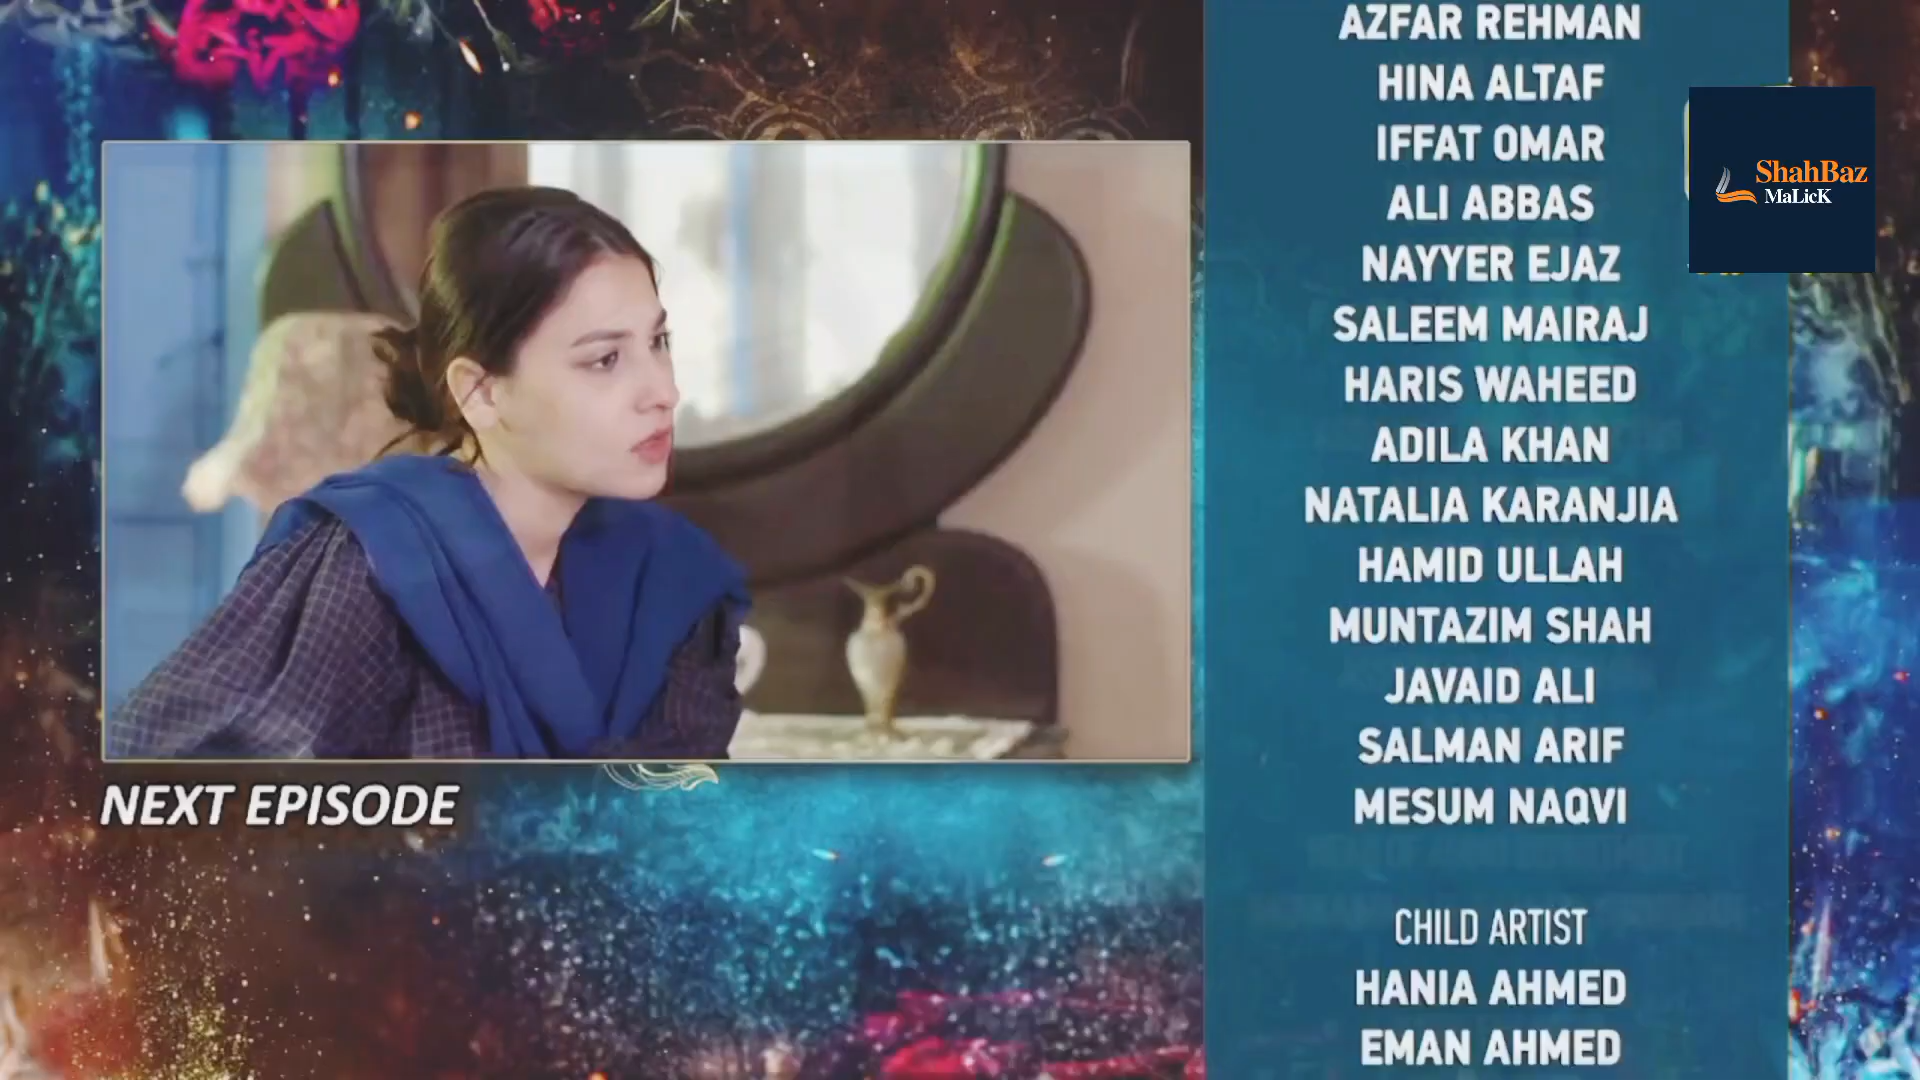 AZFAR REHMAN
HINA ALTAF
IFFAT OMAR
ALI ABBAS
NAYYER EJAZ
SALEEM MAIRAJ
HARIS WAHEED
ADILA KHAN
NATALIA KARANJIA
HAMID ULLAH
MUNTAZIM SHAH
JAVAID ALI
SALMAN ARIF
MESUM NAQVI
CHILD ARTIST
HANIA AHMED
EMAN AHMED
ShahBaz
MaLicK
NEXT EPISODE